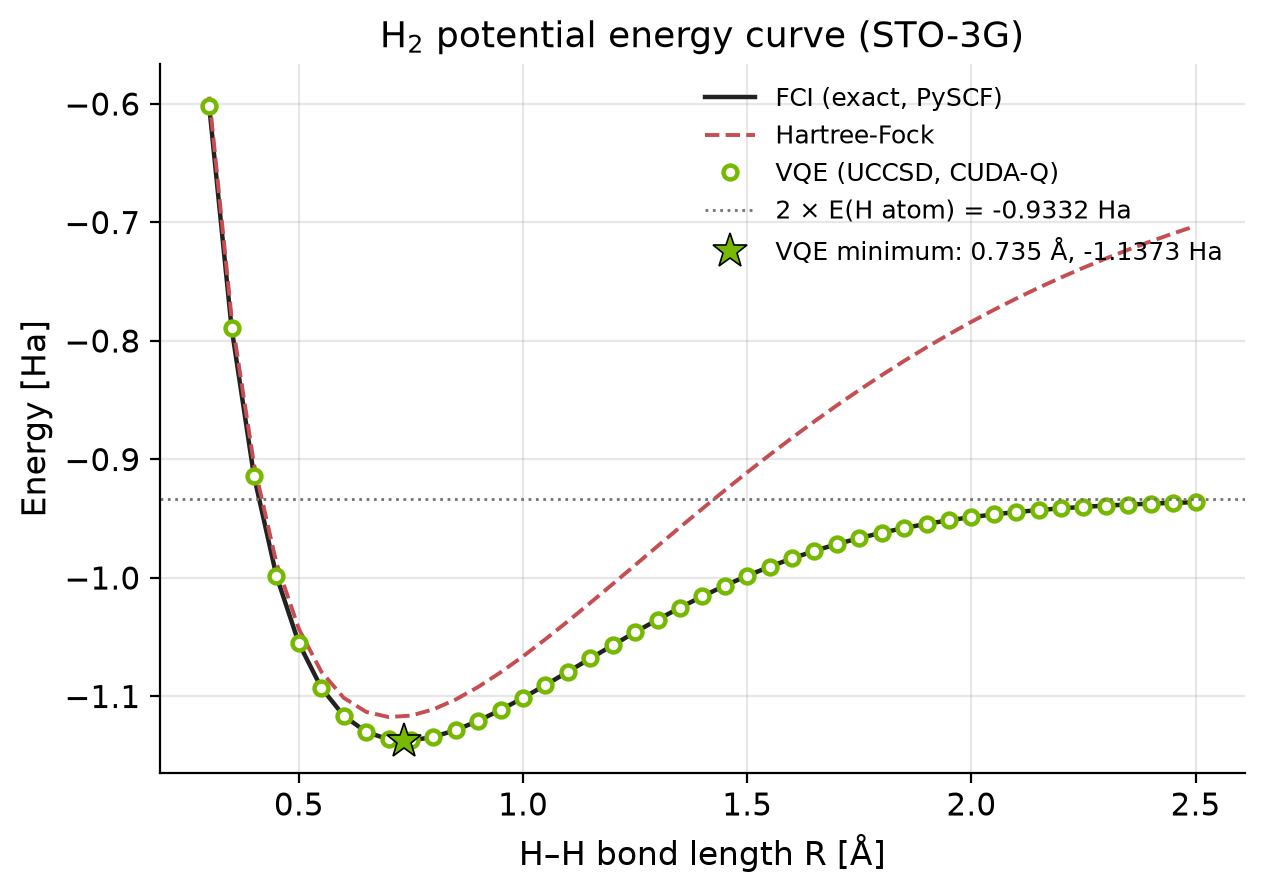 H₂ potential energy curve (STO-3G)
FCI (exact, PySCF)
Hartree-Fock
VQE (UCCSD, CUDA-Q)
2 × E(H atom) = -0.9332 Ha
VQE minimum: 0.735 Å, -1.1373 Ha
Energy [Ha]
−0.6
−0.7
−0.8
−0.9
−1.0
−1.1
0.5 1.0 1.5 2.0 2.5
H–H bond length R [Å]